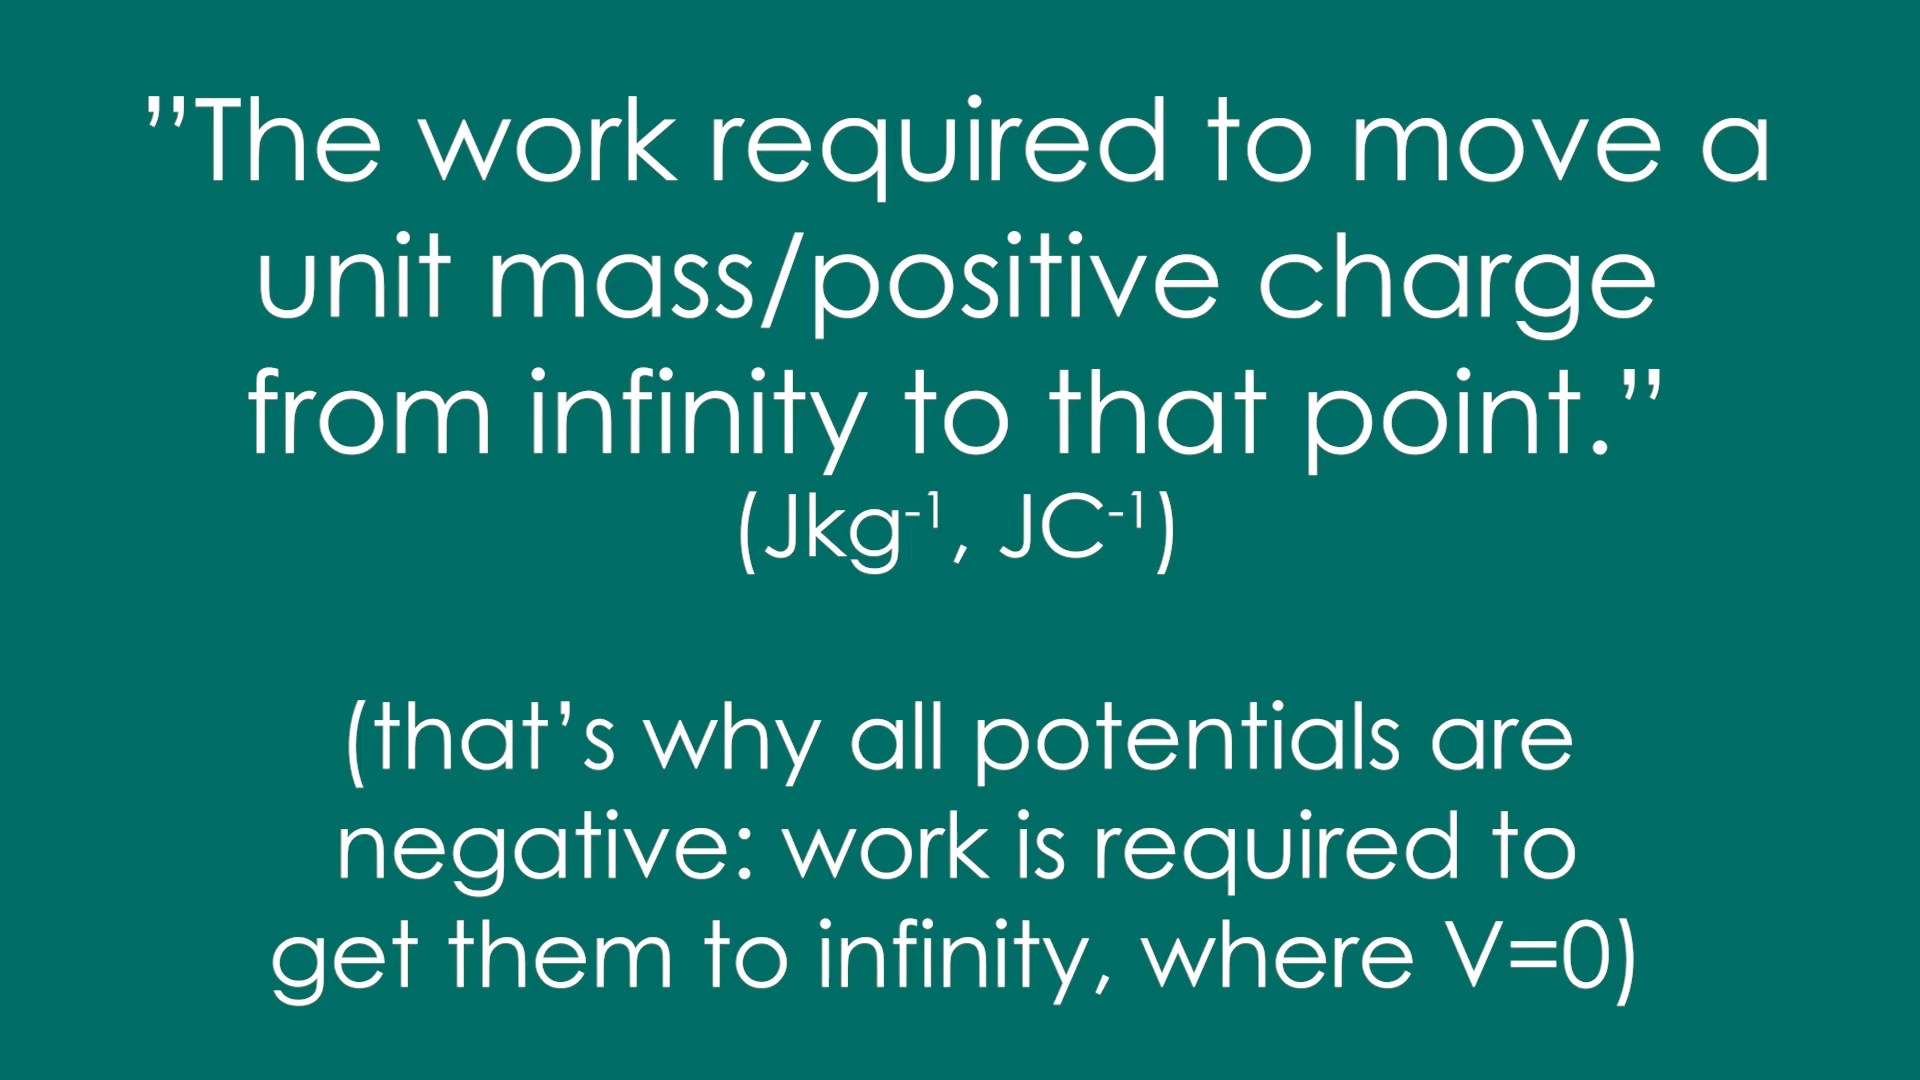 ”The work required to move a
unit mass/positive charge
from infinity to that point.”
(Jkg⁻¹, JC⁻¹)
(that’s why all potentials are
negative: work is required to
get them to infinity, where V=0)